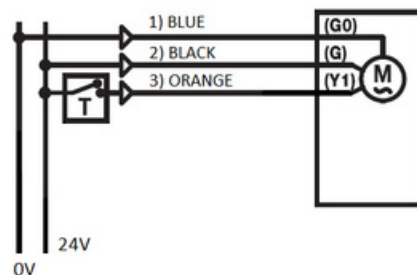 1) BLUE (G0)
2) BLACK (G)
3) ORANGE (Y1)
M
T
24V
0V